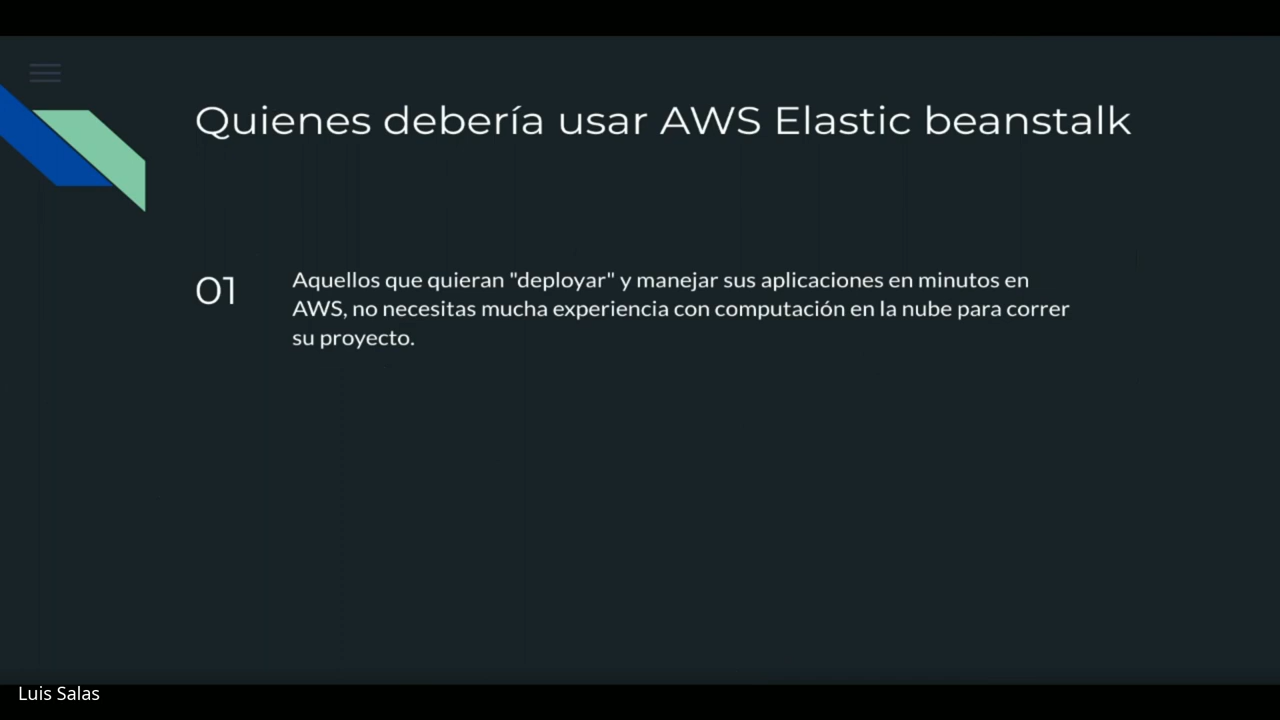 Quienes debería usar AWS Elastic beanstalk
01
Aquellos que quieran "deployar" y manejar sus aplicaciones en minutos en
AWS, no necesitas mucha experiencia con computación en la nube para correr
su proyecto.
Luis Salas